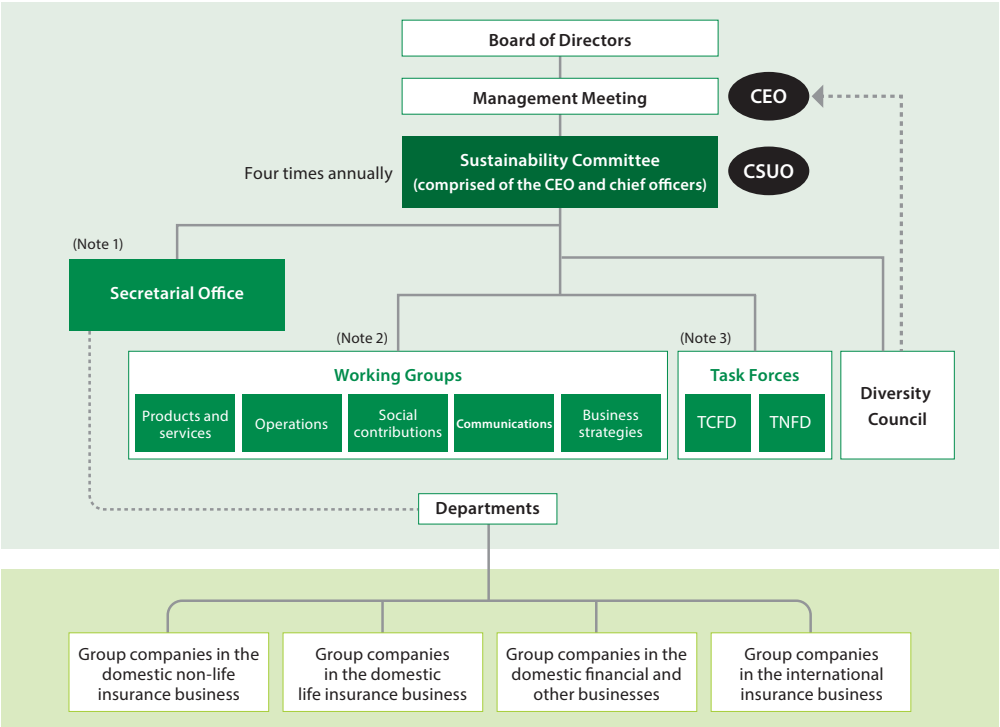 Board of Directors
Management Meeting
CEO
Four times annually
Sustainability Committee
(comprised of the CEO and chief officers)
CSUO
(Note 1)
Secretarial Office
(Note 2)
Working Groups
Products and
services
Operations
Social
contributions
Communications
Business
strategies
(Note 3)
Task Forces
TCFD
TNFD
Diversity
Council
Departments
Group companies in the
domestic non-life
insurance business
Group companies
in the domestic
life insurance business
Group companies in the
domestic financial and
other businesses
Group companies
in the international
insurance business